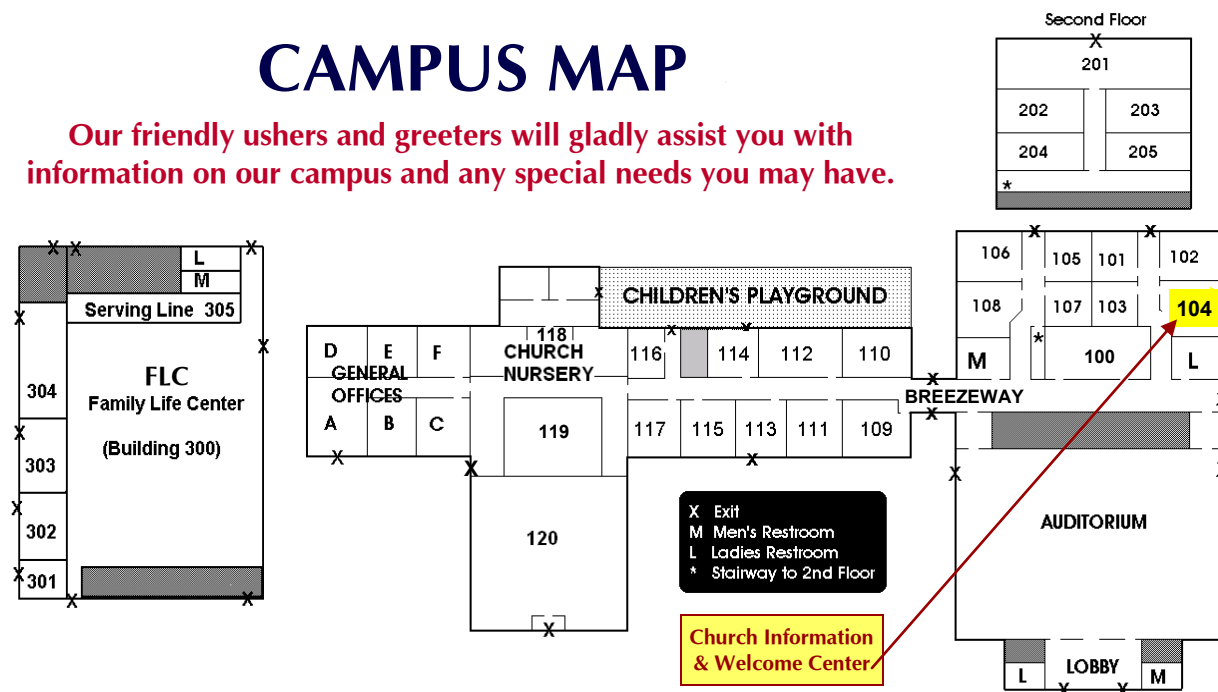 CAMPUS MAP
Our friendly ushers and greeters will gladly assist you with
information on our campus and any special needs you may have.
Second Floor
X
201
202 203
204 205
*
X X X
L
M
Serving Line 305
X
X
304
FLC
Family Life Center
(Building 300)
X
303
X
302
X
301
X X
CHILDREN'S PLAYGROUND
X
X X
D E F
118
CHURCH
NURSERY
116 114 112 110
GENERAL
OFFICES
A B C
119
117 115 113 111 109
X X X
120
X
X X
106 105 101 102
108 107 103 104
*
M 100 L
X
BREEZEWAY
X
X
AUDITORIUM
X Exit
M Men's Restroom
L Ladies Restroom
* Stairway to 2nd Floor
Church Information
& Welcome Center
L LOBBY M
X X